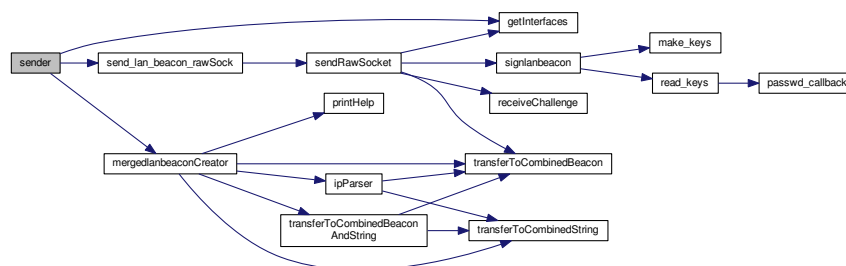 getInterfaces
make_keys
sender
send_lan_beacon_rawSock
sendRawSocket
signlanbeacon
read_keys
passwd_callback
printHelp
receiveChallenge
mergedlanbeaconCreator
transferToCombinedBeacon
ipParser
transferToCombinedBeacon
AndString
transferToCombinedString